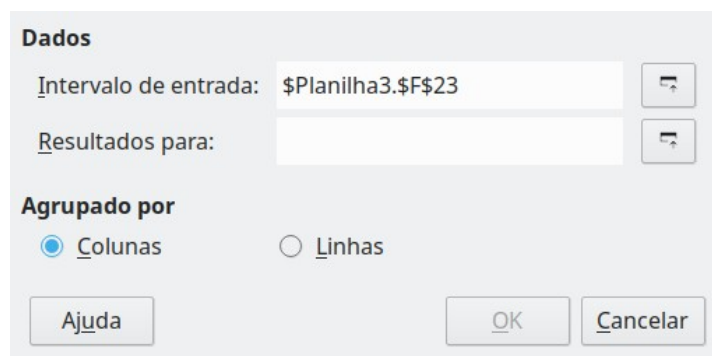 Dados
Intervalo de entrada: $Planilha3.$F$23
Resultados para:
Agrupado por
Colunas Linhas
Ajuda OK Cancelar